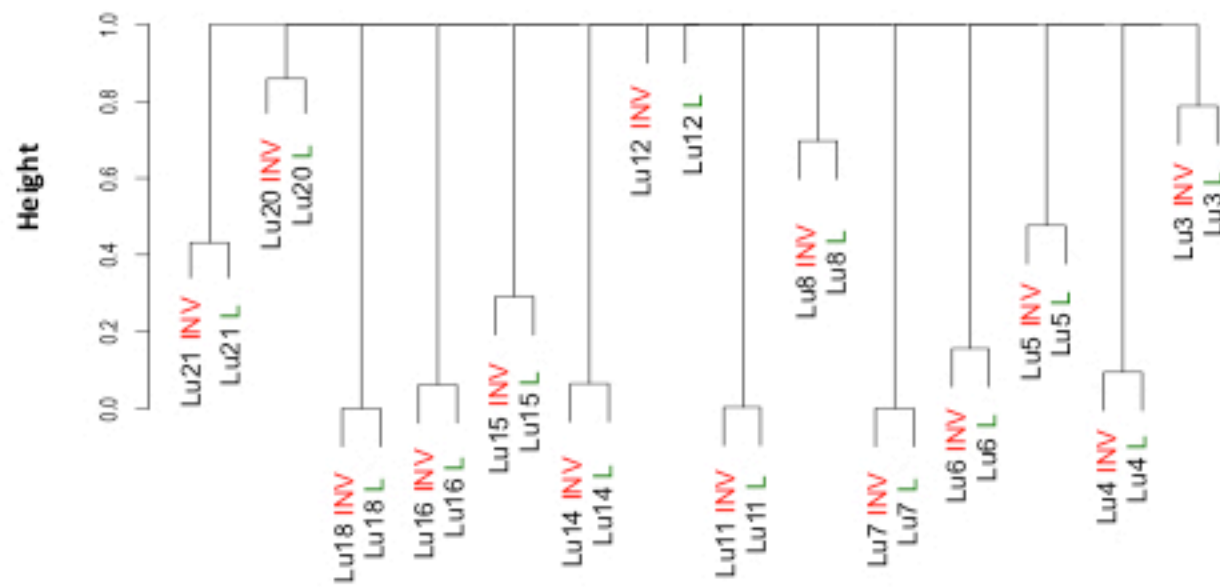 Height
1.0
0.8
0.6
0.4
0.2
0.0
Lu21 INV
Lu21 L
Lu20 INV
Lu20 L
Lu18 INV
Lu18 L
Lu16 INV
Lu16 L
Lu15 INV
Lu15 L
Lu14 INV
Lu14 L
Lu12 INV
Lu12 L
Lu11 INV
Lu11 L
Lu8 INV
Lu8 L
Lu7 INV
Lu7 L
Lu6 INV
Lu6 L
Lu5 INV
Lu5 L
Lu4 INV
Lu4 L
Lu3 INV
Lu3 L